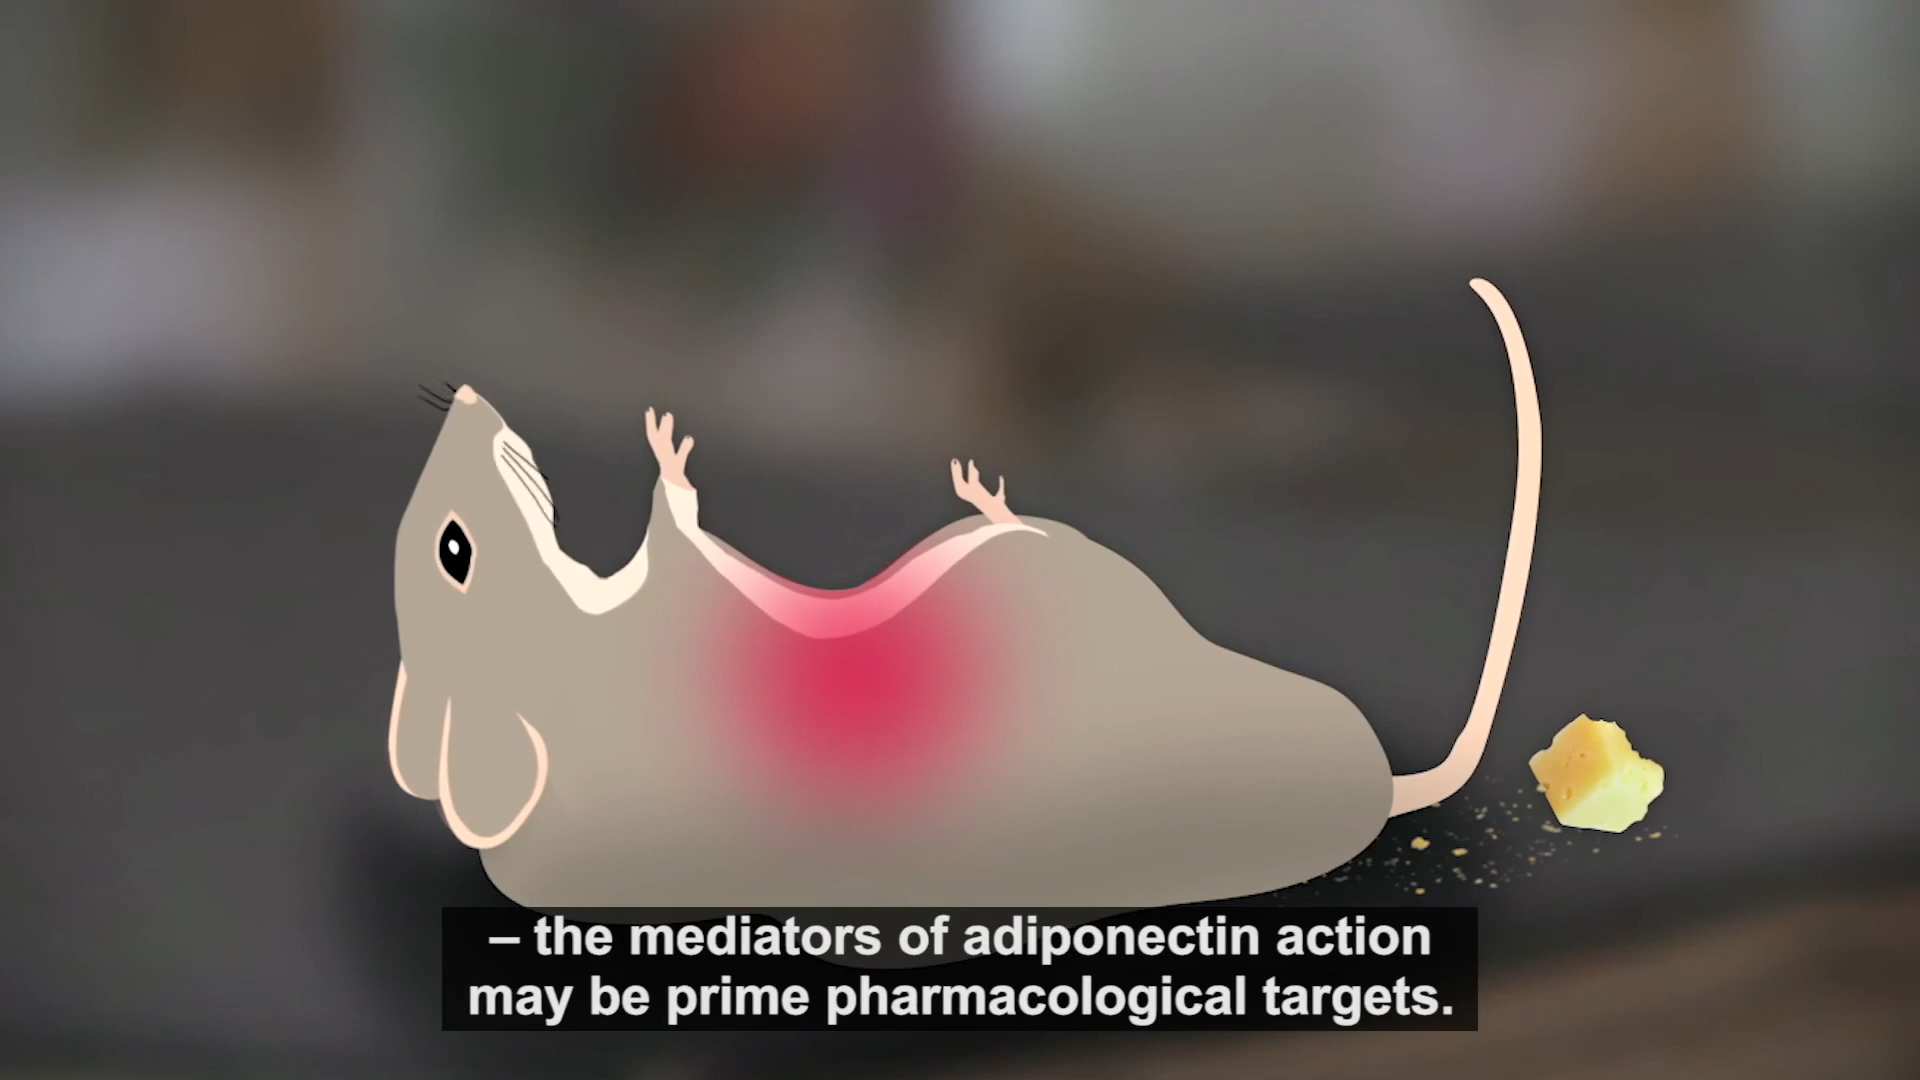 – the mediators of adiponectin action
may be prime pharmacological targets.